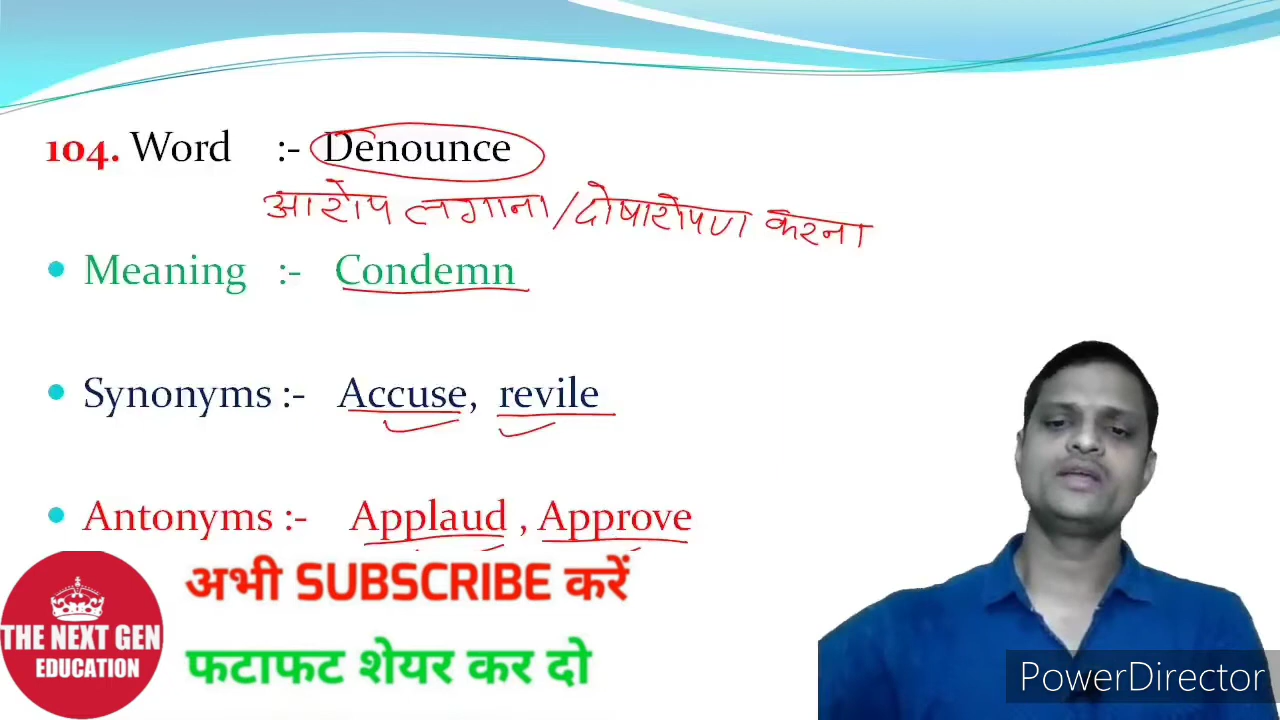 104. Word :- Denounce
आरोप लगाना / दोषारोपण करना
Meaning :- Condemn
Synonyms :- Accuse, revile
Antonyms :- Applaud , Approve
अभी SUBSCRIBE करें
THE NEXT GEN
EDUCATION
फटाफट शेयर कर दो
PowerDirector